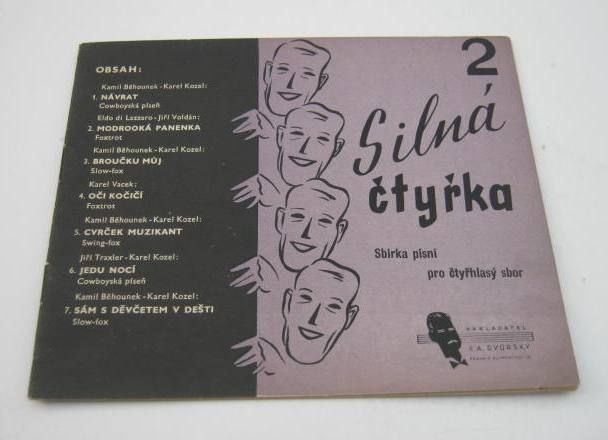 OBSAH:
Kamil Běhounek - Karel Kozel:
1. NÁVRAT
Cowboyská píseň
Eldo di Lazzaro - Jiří Voldán:
2. MODROOKÁ PANENKA
Foxtrot
Kamil Běhounek - Karel Kozel:
3. BROUČKU MŮJ
Slow-fox
Karel Vacek:
4. OČI KOČIČÍ
Foxtrot
Kamil Běhounek - Karel Kozel:
5. CVRČEK MUZIKANT
Swing-fox
Jiří Traxler - Karel Kozel:
6. JEDU NOCÍ
Cowboyská píseň
Kamil Běhounek - Karel Kozel:
7. SÁM S DĚVČETEM V DEŠTI
Slow-fox
2
Silná
čtyřka
Sbírka písní
pro čtyřhlasý sbor
NAKLADATEL
R. A. DVORSKÝ